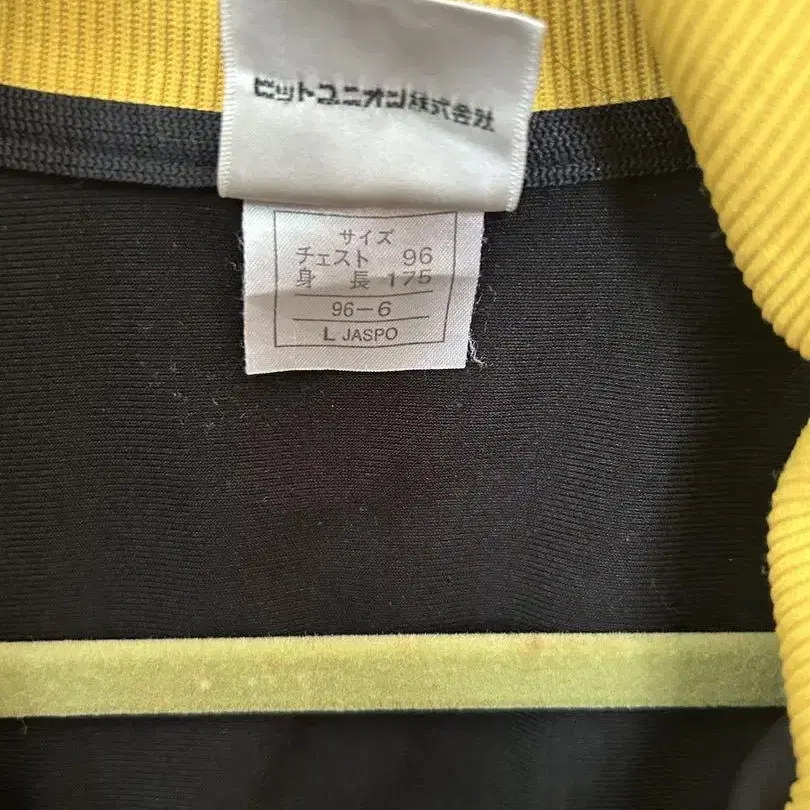 ビットユニオン株式会社
サイズ
チェスト 96
身 長 175
96-6
L JASPO